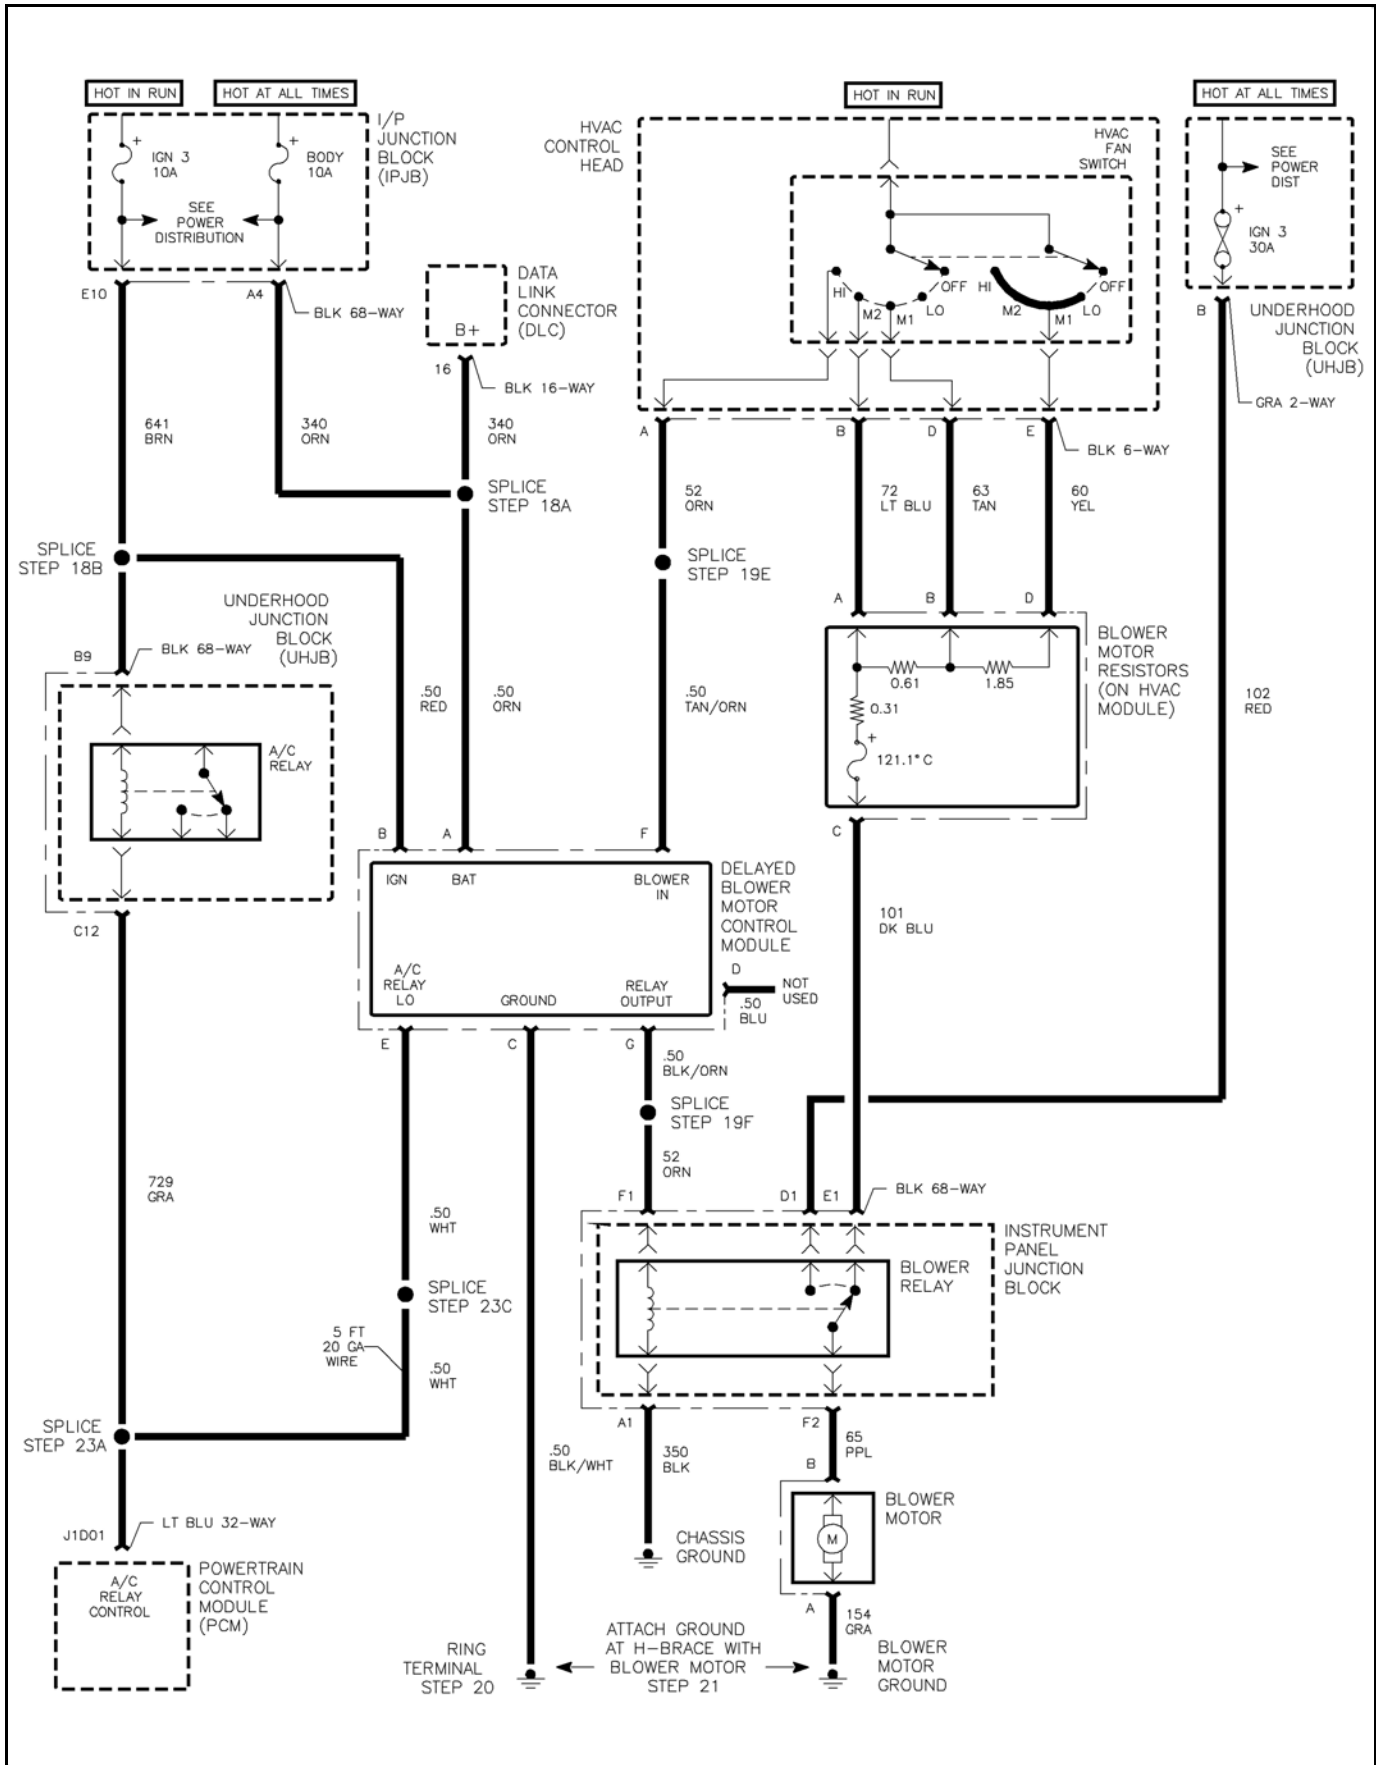 HOT IN RUN
HOT AT ALL TIMES
HOT IN RUN
HOT AT ALL TIMES
I/P
JUNCTION
BLOCK
(IPJB)
+
IGN 3
10A
+
BODY
10A
SEE
POWER
DISTRIBUTION
E10
A4
BLK 68-WAY
DATA
LINK
CONNECTOR
(DLC)
B+
16
BLK 16-WAY
HVAC
CONTROL
HEAD
HVAC
FAN
SWITCH
HI
M2
M1
LO
OFF
HI
M2
M1
LO
OFF
SEE
POWER
DIST
+
IGN 3
30A
B
UNDERHOOD
JUNCTION
BLOCK
(UHJB)
GRA 2-WAY
A
B
D
E
BLK 6-WAY
641
BRN
340
ORN
340
ORN
SPLICE
STEP 18A
52
ORN
72
LT BLU
63
TAN
60
YEL
SPLICE
STEP 18B
SPLICE
STEP 19E
UNDERHOOD
JUNCTION
BLOCK
(UHJB)
B9
BLK 68-WAY
A
B
D
BLOWER
MOTOR
RESISTORS
(ON HVAC
MODULE)
0.61
1.85
0.31
+
121.1°C
.50
RED
.50
ORN
.50
TAN/ORN
102
RED
A/C
RELAY
C12
B
A
F
C
IGN
BAT
BLOWER
IN
DELAYED
BLOWER
MOTOR
CONTROL
MODULE
A/C
RELAY
LO
GROUND
RELAY
OUTPUT
D
NOT
USED
.50
BLU
101
DK BLU
E
C
G
.50
BLK/ORN
SPLICE
STEP 19F
52
ORN
729
GRA
.50
WHT
F1
D1
E1
BLK 68-WAY
INSTRUMENT
PANEL
JUNCTION
BLOCK
BLOWER
RELAY
SPLICE
STEP 23C
5 FT
20 GA
WIRE
.50
WHT
SPLICE
STEP 23A
A1
F2
.50
BLK/WHT
350
BLK
65
PPL
B
BLOWER
MOTOR
M
J1D01
LT BLU 32-WAY
CHASSIS
GROUND
A/C
RELAY
CONTROL
POWERTRAIN
CONTROL
MODULE
(PCM)
A
154
GRA
RING
TERMINAL
STEP 20
ATTACH GROUND
AT H-BRACE WITH
BLOWER MOTOR
STEP 21
BLOWER
MOTOR
GROUND